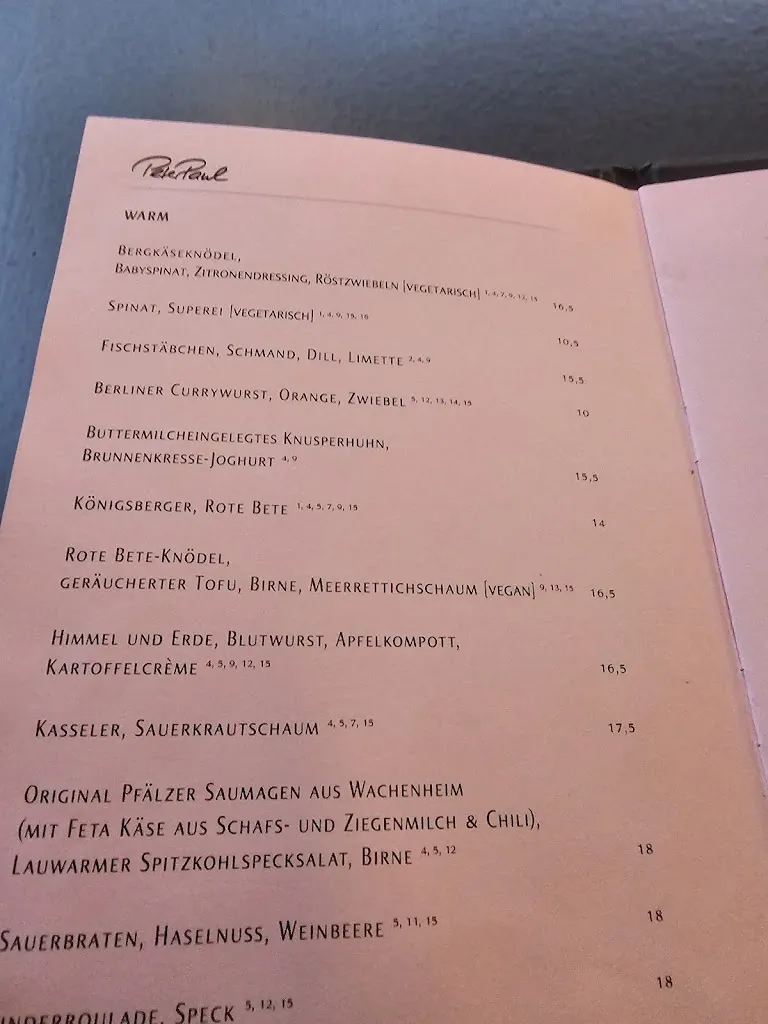 PeterPaul
WARM
BERGKÄSEKNÖDEL,
BABYSPINAT, ZITRONENDRESSING, RÖSTZWIEBELN [VEGETARISCH] 1, 4, 7, 9, 12, 15 16,5
SPINAT, SUPEREI [VEGETARISCH] 1, 4, 9, 15, 16 10,5
FISCHSTÄBCHEN, SCHMAND, DILL, LIMETTE 2, 4, 9 15,5
BERLINER CURRYWURST, ORANGE, ZWIEBEL 5, 12, 13, 14, 15 10
BUTTERMILCHEINGELEGTES KNUSPERHUHN,
BRUNNENKRESSE-JOGHURT 4, 9 15,5
KÖNIGSBERGER, ROTE BETE 1, 4, 5, 7, 9, 15 14
ROTE BETE-KNÖDEL,
GERÄUCHERTER TOFU, BIRNE, MEERRETTICHSCHAUM [VEGAN] 9, 13, 15 16,5
HIMMEL UND ERDE, BLUTWURST, APFELKOMPOTT,
KARTOFFELCRÈME 4, 5, 9, 12, 15 16,5
KASSELER, SAUERKRAUTSCHAUM 4, 5, 7, 15 17,5
ORIGINAL PFÄLZER SAUMAGEN AUS WACHENHEIM
(MIT FETA KÄSE AUS SCHAFS- UND ZIEGENMILCH & CHILI),
LAUWARMER SPITZKOHLSPECKSALAT, BIRNE 4, 5, 12 18
SAUERBRATEN, HASELNUSS, WEINBEERE 5, 11, 15 18
INDERROULADE, SPECK 5, 12, 15 18